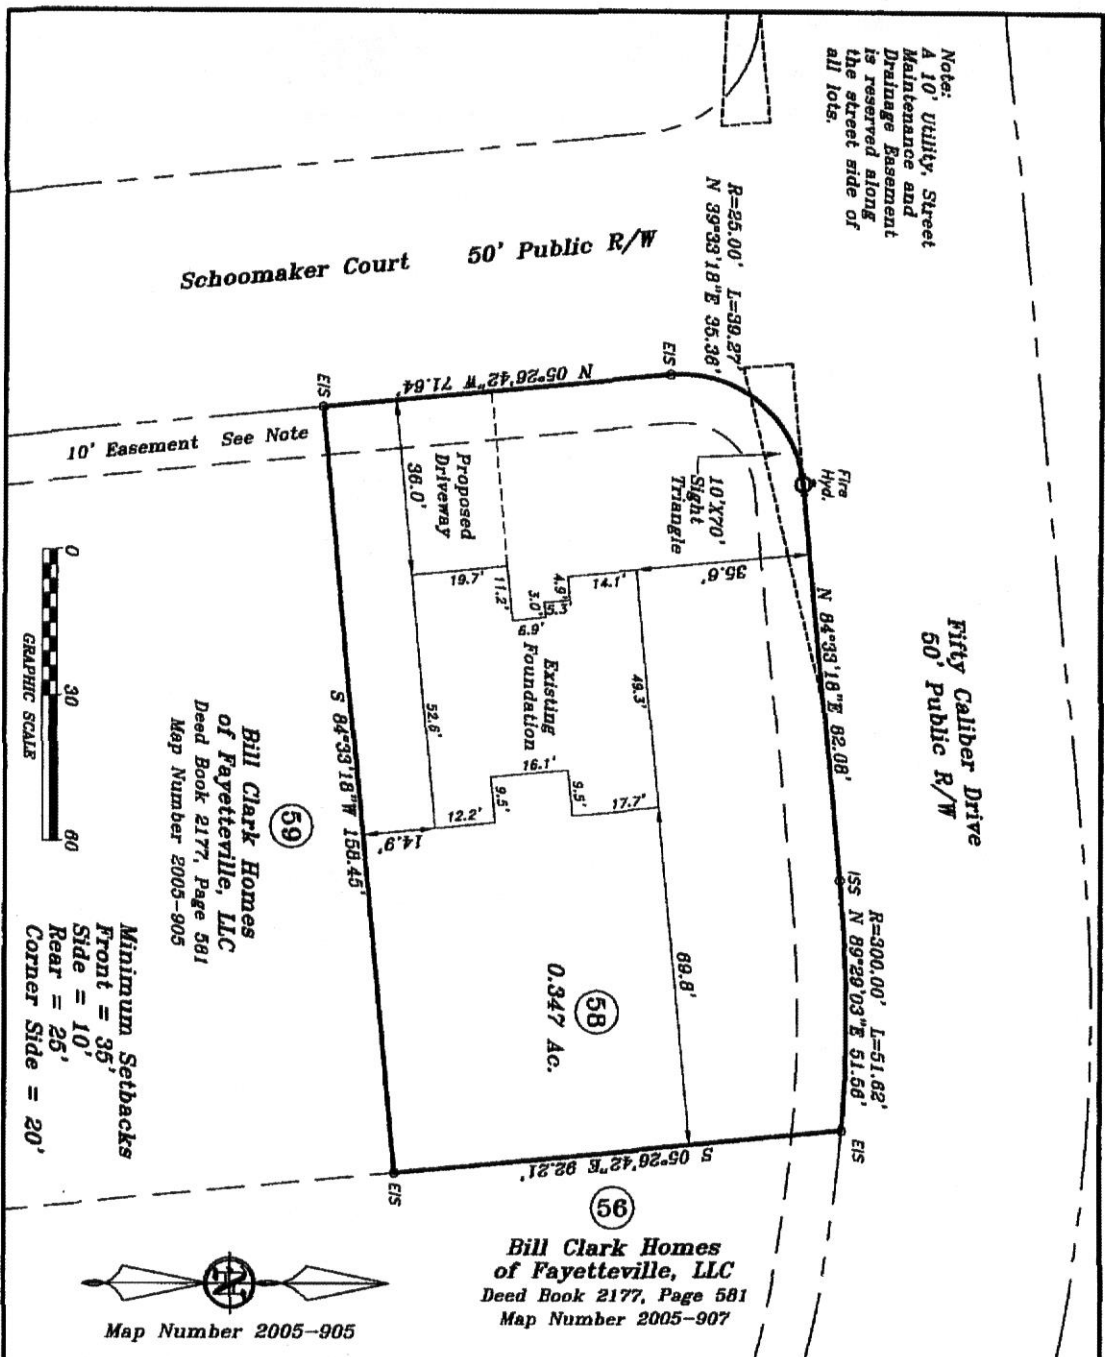 Note:
A 10' Utility, Street
Maintenance and
Drainage Easement
is reserved along
the street side of
all lots.
R=25.00' L=39.27'
N 39°33'18"E 35.36'
Schoomaker Court 50' Public R/W
EIS
N 05°26'42"W 71.64'
EIS
10' Easement See Note
Fire
Hyd.
10'X70'
Sight
Triangle
Proposed
Driveway
36.0'
35.6'
19.7'
11.2'
6.9'
3.0'
5.3'
4.9'
14.1'
Existing
Foundation
49.3'
52.6'
16.1'
9.5'
9.5'
17.7'
12.2'
14.9'
N 84°33'18"E 82.08'
Fifty Caliber Drive
50' Public R/W
ISS
R=300.00' L=51.62'
N 89°29'03"E 51.56'
EIS
S 84°33'18"W 158.45'
59
Bill Clark Homes
of Fayetteville, LLC
Deed Book 2177, Page 581
Map Number 2005-905
0 30 60
GRAPHIC SCALE
58
0.347 Ac.
69.8'
S 05°26'42"E 92.21'
EIS
Minimum Setbacks
Front = 35'
Side = 10'
Rear = 25'
Corner Side = 20'
56
Bill Clark Homes
of Fayetteville, LLC
Deed Book 2177, Page 581
Map Number 2005-907
N
Map Number 2005-905